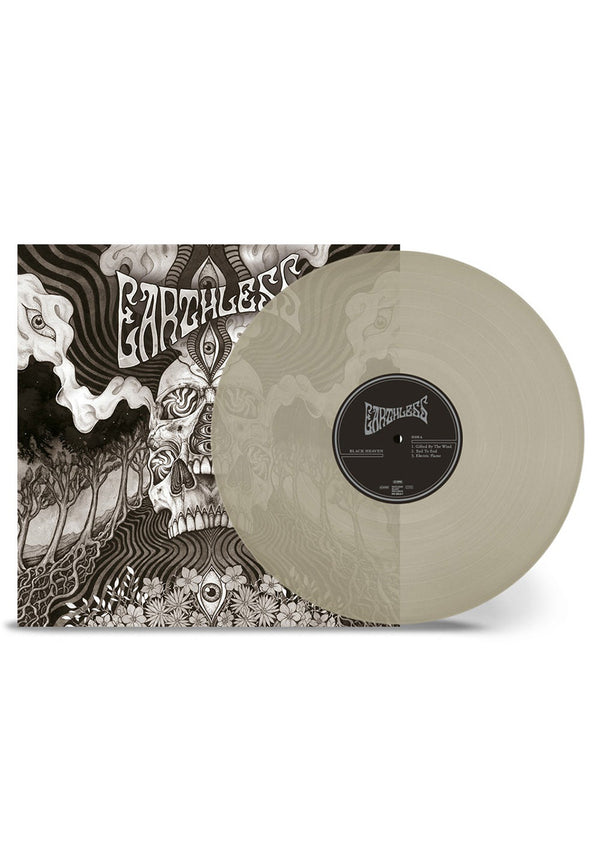 EARTHLESS
EARTHLESS
BLACK HEAVEN
SIDE A
1. Gifted By The Wind
2. End To End
3. Electric Flame